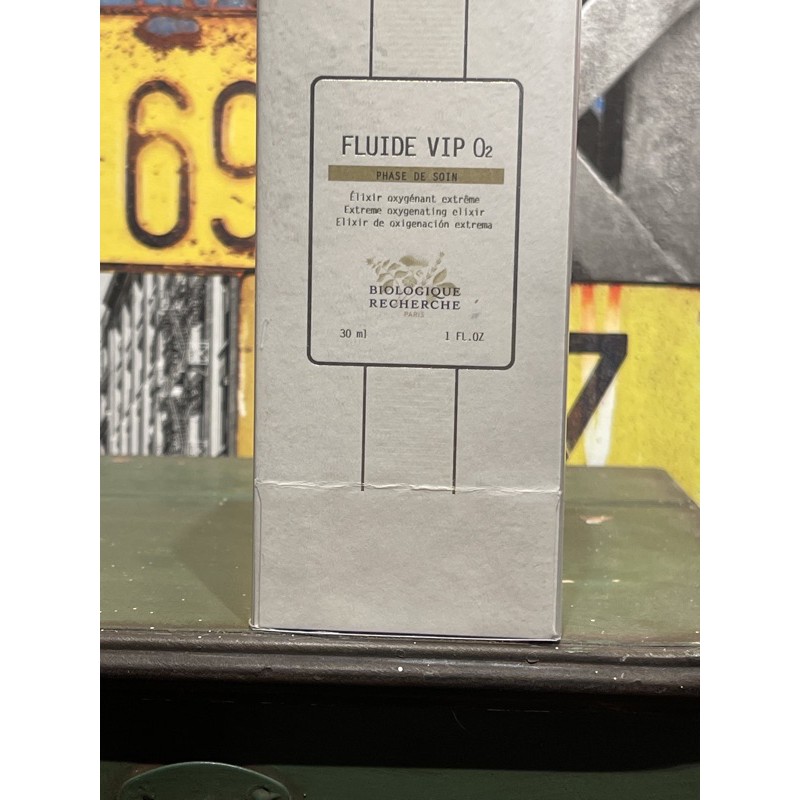 69
FLUIDE VIP O₂
PHASE DE SOIN
Élixir oxygénant extrême
Extreme oxygenating elixir
Elixir de oxigenación extrema
BIOLOGIQUE
RECHERCHE
PARIS
30 ml
1 FL.OZ
7